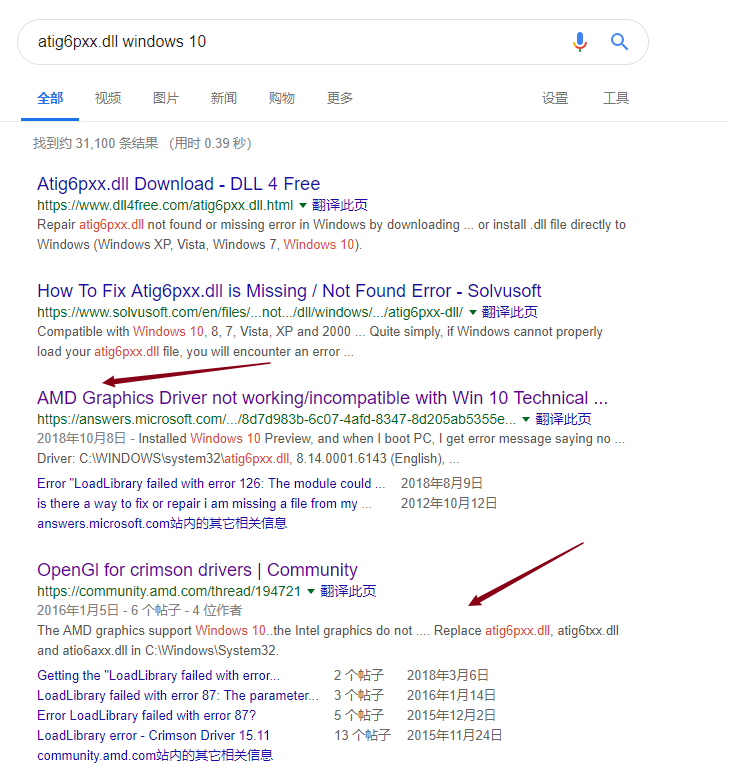 atig6pxx.dll windows 10
全部 视频 图片 新闻 购物 更多 设置 工具
找到约 31,100 条结果 （用时 0.39 秒）
Atig6pxx.dll Download - DLL 4 Free
https://www.dll4free.com/atig6pxx.dll.html ▼ 翻译此页
Repair atig6pxx.dll not found or missing error in Windows by downloading ... or install .dll file directly to
Windows (Windows XP, Vista, Windows 7, Windows 10).
How To Fix Atig6pxx.dll is Missing / Not Found Error - Solvusoft
https://www.solvusoft.com/en/files/...not.../dll/windows/.../atig6pxx-dll/ ▼ 翻译此页
Compatible with Windows 10, 8, 7, Vista, XP and 2000 ... Quite simply, if Windows cannot properly
load your atig6pxx.dll file, you will encounter an error ...
AMD Graphics Driver not working/incompatible with Win 10 Technical ...
https://answers.microsoft.com/.../8d7d983b-6c07-4afd-8347-8d205ab5355e... ▼ 翻译此页
2018年10月8日 - Installed Windows 10 Preview, and when I boot PC, I get error message saying no ...
Driver: C:\WINDOWS\system32\atig6pxx.dll, 8.14.0001.6143 (English), ...
Error "LoadLibrary failed with error 126: The module could ... 2018年8月9日
is there a way to fix or repair i am missing a file from my ... 2012年10月12日
answers.microsoft.com站内的其它相关信息
OpenGl for crimson drivers | Community
https://community.amd.com/thread/194721 ▼ 翻译此页
2016年1月5日 - 6 个帖子 - 4 位作者
The AMD graphics support Windows 10..the Intel graphics do not .... Replace atig6pxx.dll, atig6txx.dll
and atio6axx.dll in C:\Windows\System32.
Getting the "LoadLibrary failed with error... 2 个帖子 2018年3月6日
LoadLibrary failed with error 87: The parameter... 3 个帖子 2016年1月14日
Error LoadLibrary failed with error 87? 5 个帖子 2015年12月2日
LoadLibrary error - Crimson Driver 15.11 13 个帖子 2015年11月24日
community.amd.com站内的其它相关信息